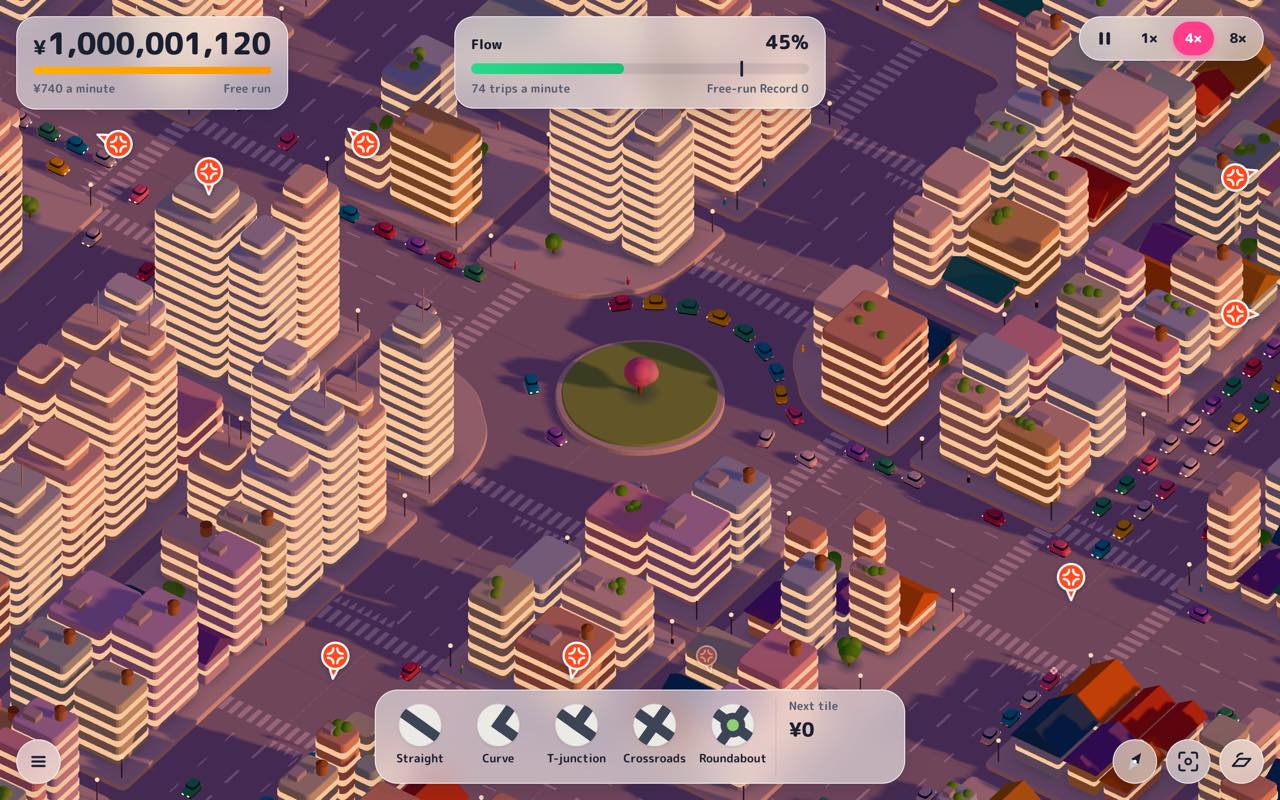 ¥1,000,001,120
¥740 a minute
Free run
Flow
45%
74 trips a minute
Free-run Record 0
1×
4×
8×
Straight
Curve
T-junction
Crossroads
Roundabout
Next tile
¥0